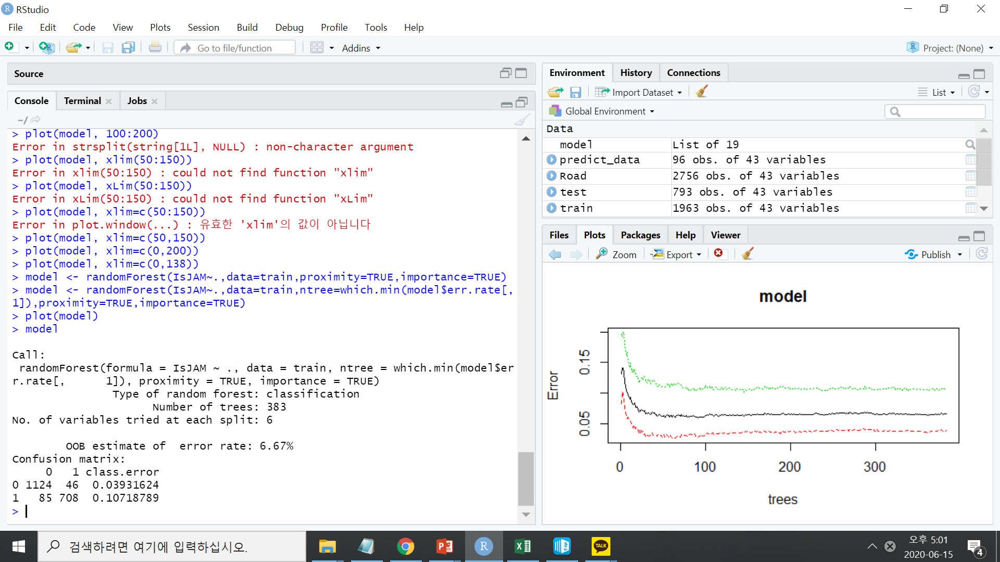 RStudio
File Edit Code View Plots Session Build Debug Profile Tools Help
Go to file/function Addins Project: (None)
Source
Console Terminal Jobs
~/
> plot(model, 100:200)
Error in strsplit(string[1L], NULL) : non-character argument
> plot(model, xlim(50:150))
Error in xlim(50:150) : could not find function "xlim"
> plot(model, xLim(50:150))
Error in xLim(50:150) : could not find function "xLim"
> plot(model, xlim=c(50:150))
Error in plot.window(...) : 유효한 'xlim'의 값이 아닙니다
> plot(model, xlim=c(50,150))
> plot(model, xlim=c(0,200))
> plot(model, xlim=c(0,138))
> model <- randomForest(IsJAM~.,data=train,proximity=TRUE,importance=TRUE)
> model <- randomForest(IsJAM~.,data=train,ntree=which.min(model$err.rate[,
1]),proximity=TRUE,importance=TRUE)
> plot(model)
> model
Call:
randomForest(formula = IsJAM ~ ., data = train, ntree = which.min(model$er
r.rate[, 1]), proximity = TRUE, importance = TRUE)
Type of random forest: classification
Number of trees: 383
No. of variables tried at each split: 6
OOB estimate of  error rate: 6.67%
Confusion matrix:
0 1 class.error
0 1124 46 0.03931624
1 85 708 0.10718789
>
Environment History Connections
Import Dataset List
Global Environment
Data
model List of 19
predict_data 96 obs. of 43 variables
Road 2756 obs. of 43 variables
test 793 obs. of 43 variables
train 1963 obs. of 43 variables
Files Plots Packages Help Viewer
Zoom Export Publish
model
Error
0.15
0.05
0 100 200 300
trees
검색하려면 여기에 입력하십시오.
TALK
오후 5:01
2020-06-15
4